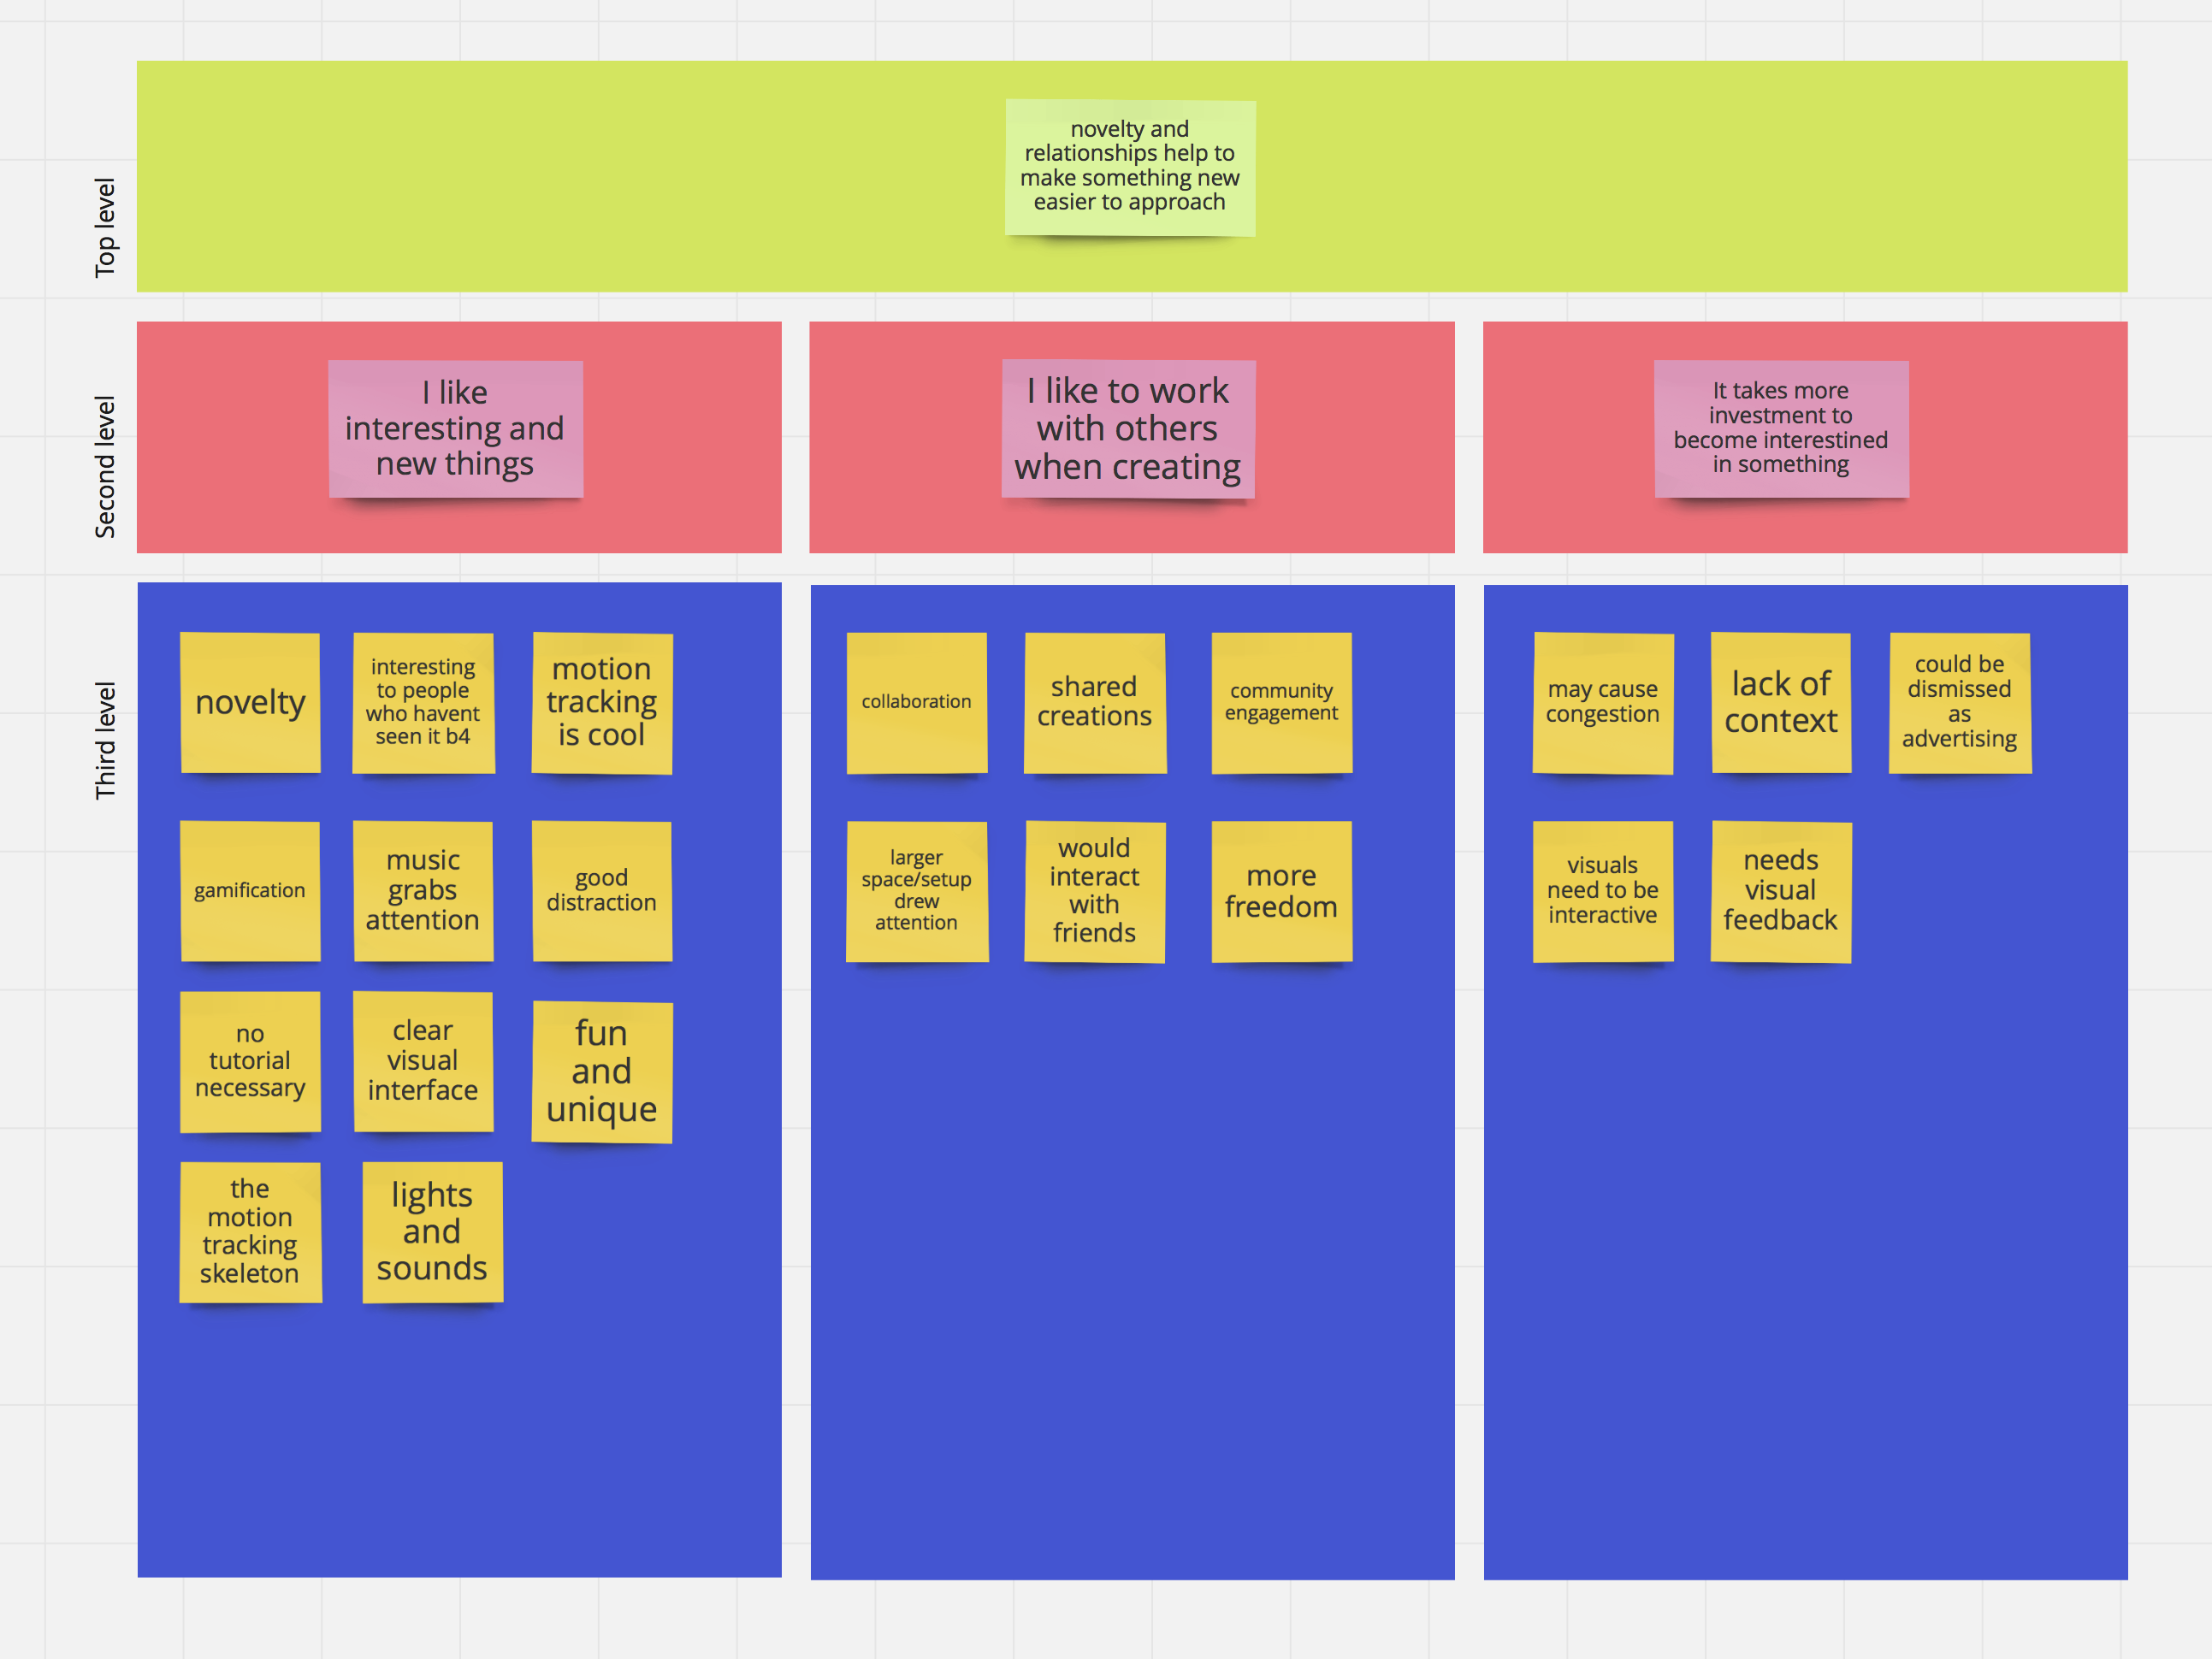 Top level
novelty and
relationships help to
make something new
easier to approach
Second level
I like
interesting and
new things
I like to work
with others
when creating
It takes more
investment to
become interestined
in something
Third level
novelty
interesting
to people
who havent
seen it b4
motion
tracking
is cool
gamification
music
grabs
attention
good
distraction
no
tutorial
necessary
clear
visual
interface
fun
and
unique
the
motion
tracking
skeleton
lights
and
sounds
collaboration
shared
creations
community
engagement
larger
space/setup
drew
attention
would
interact
with
friends
more
freedom
may cause
congestion
lack of
context
could be
dismissed
as
advertising
visuals
need to be
interactive
needs
visual
feedback